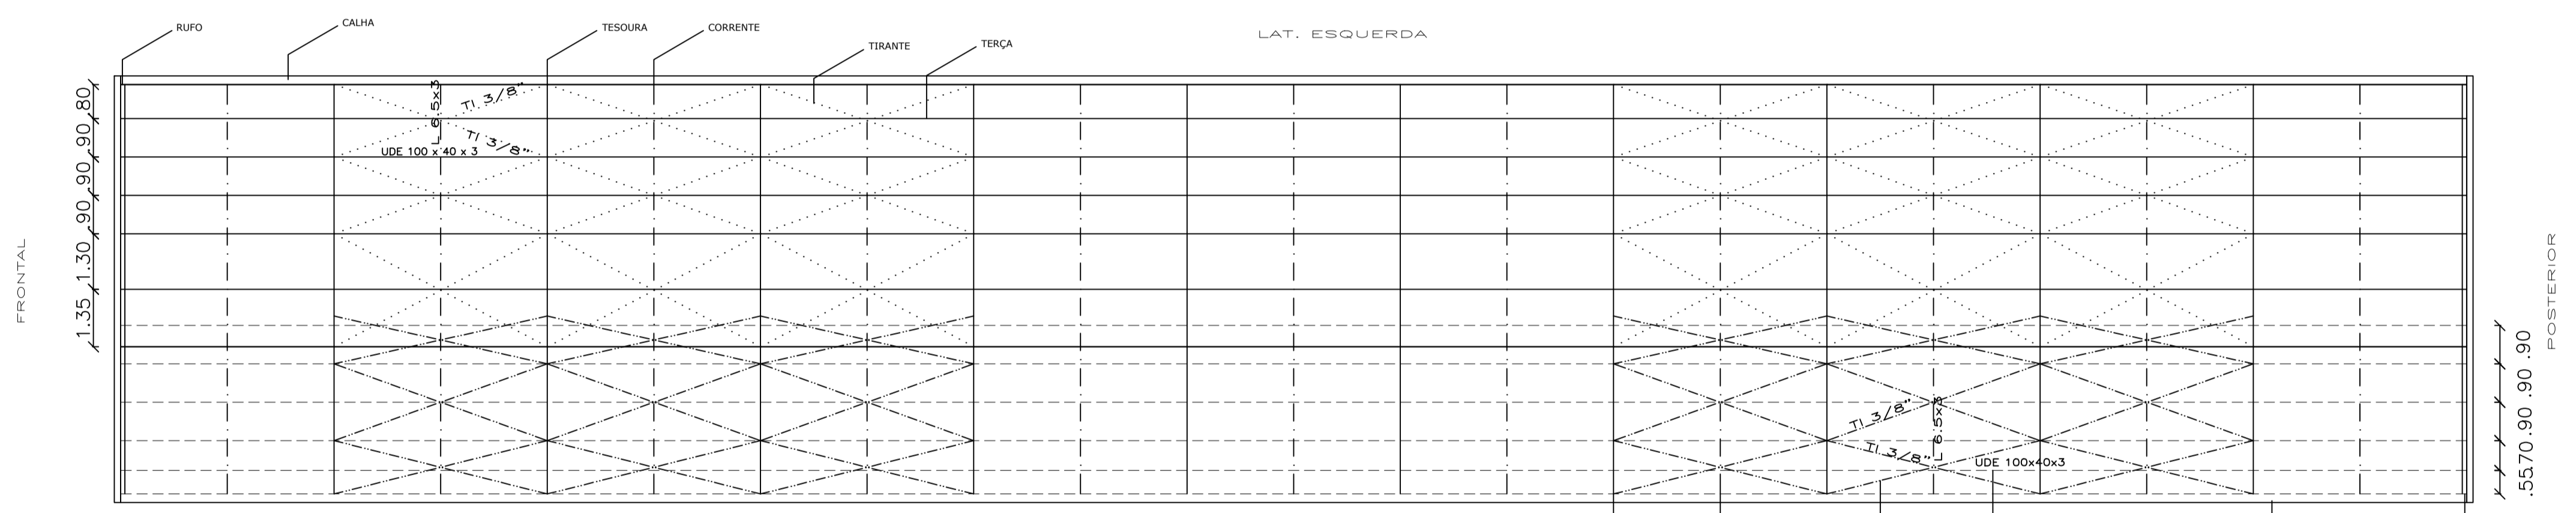 RUFO
CALHA
TESOURA
CORRENTE
TIRANTE
TERÇA
LAT. ESQUERDA
FRONTAL
POSTERIOR
.80
.90
.90
.90
1.30
1.35
L 6.5x3
TI 3/8"
TI 3/8"
UDE 100 x 40 x 3
TI 3/8"
TI 3/8"
L 6.5x3
UDE 100x40x3
.90
.90
.90
.70
.55